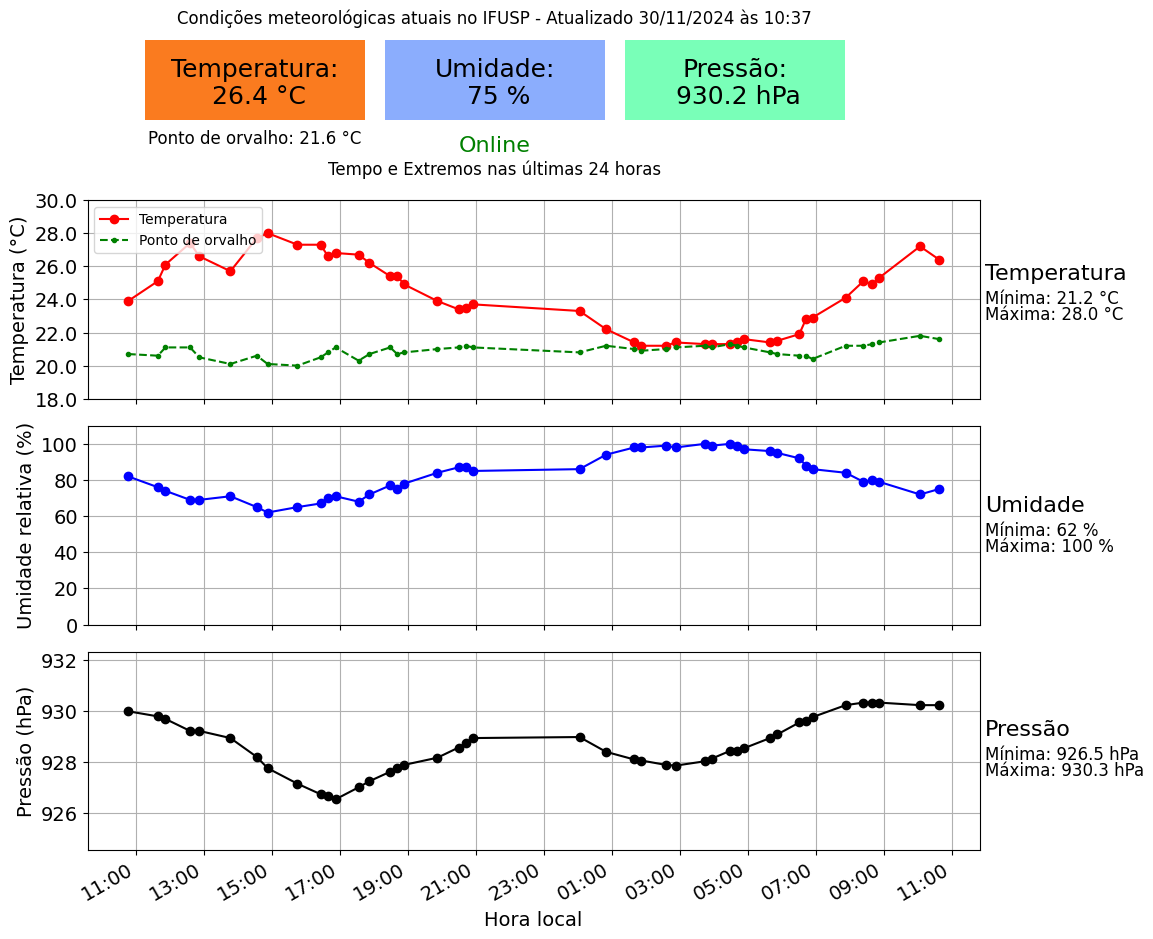 Condições meteorológicas atuais no IFUSP - Atualizado 30/11/2024 às 10:37
Temperatura:
26.4 °C
Umidade:
75 %
Pressão:
930.2 hPa
Ponto de orvalho: 21.6 °C
Online
Tempo e Extremos nas últimas 24 horas
Temperatura (°C)
30.0
28.0
26.0
24.0
22.0
20.0
18.0
Temperatura
Ponto de orvalho
Temperatura
Mínima: 21.2 °C
Máxima: 28.0 °C
Umidade relativa (%)
100
80
60
40
20
0
Umidade
Mínima: 62 %
Máxima: 100 %
Pressão (hPa)
932
930
928
926
Pressão
Mínima: 926.5 hPa
Máxima: 930.3 hPa
11:00
13:00
15:00
17:00
19:00
21:00
23:00
01:00
03:00
05:00
07:00
09:00
11:00
Hora local